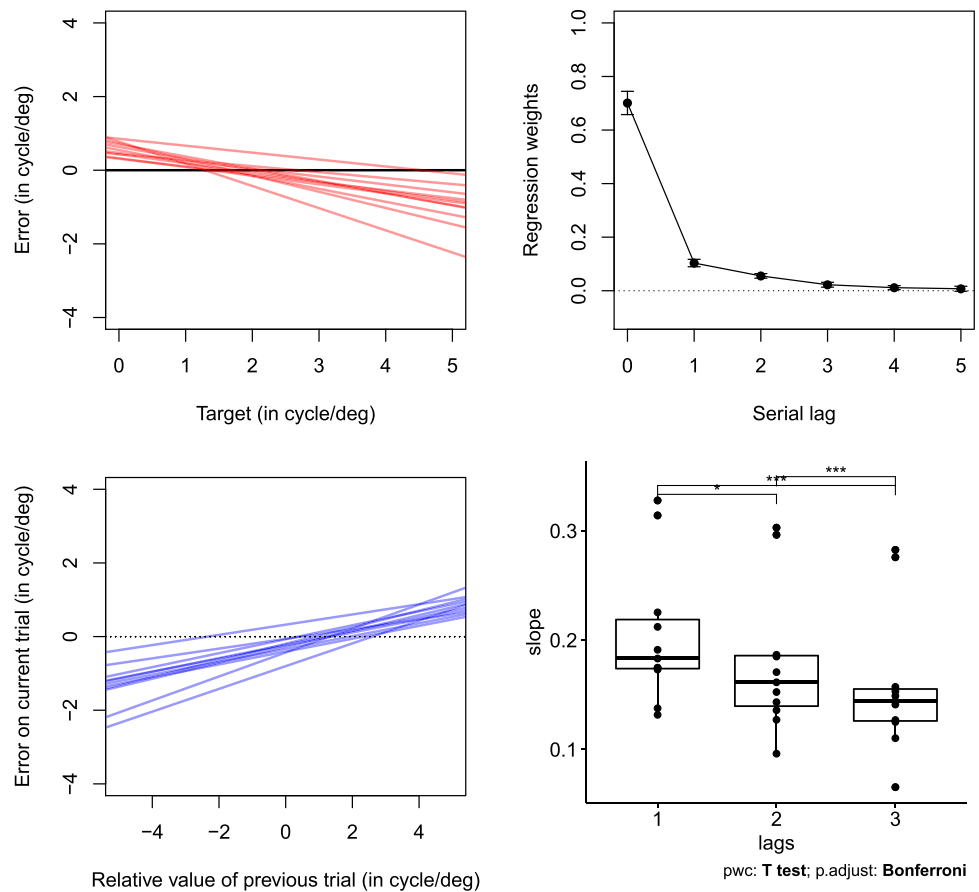 Error (in cycle/deg)
4
2
0
−2
−4
0 1 2 3 4 5
Target (in cycle/deg)
Regression weights
1.0
0.8
0.6
0.4
0.2
0.0
0 1 2 3 4 5
Serial lag
Error on current trial (in cycle/deg)
4
2
0
−2
−4
−4 −2 0 2 4
Relative value of previous trial (in cycle/deg)
slope
0.3
0.2
0.1
***
***
*
1 2 3
lags
pwc: T test; p.adjust: Bonferroni